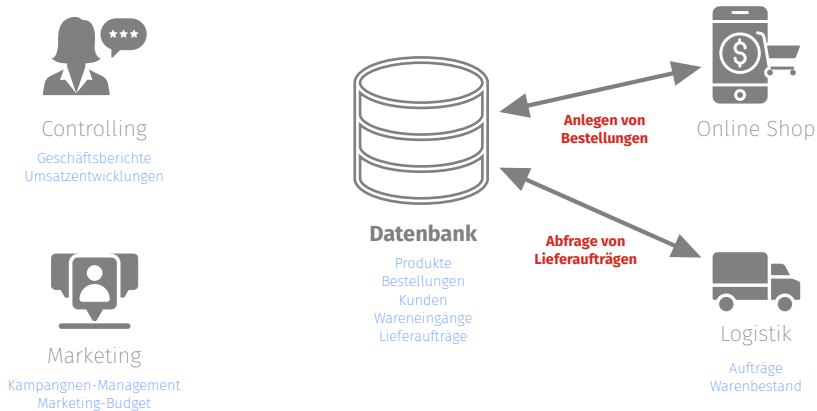 Controlling
Geschäftsberichte
Umsatzentwicklungen
Marketing
Kampangnen-Management
Marketing-Budget
Datenbank
Produkte
Bestellungen
Kunden
Wareneingänge
Lieferaufträge
Anlegen von
Bestellungen
Abfrage von
Lieferaufträgen
$
Online Shop
Logistik
Aufträge
Warenbestand